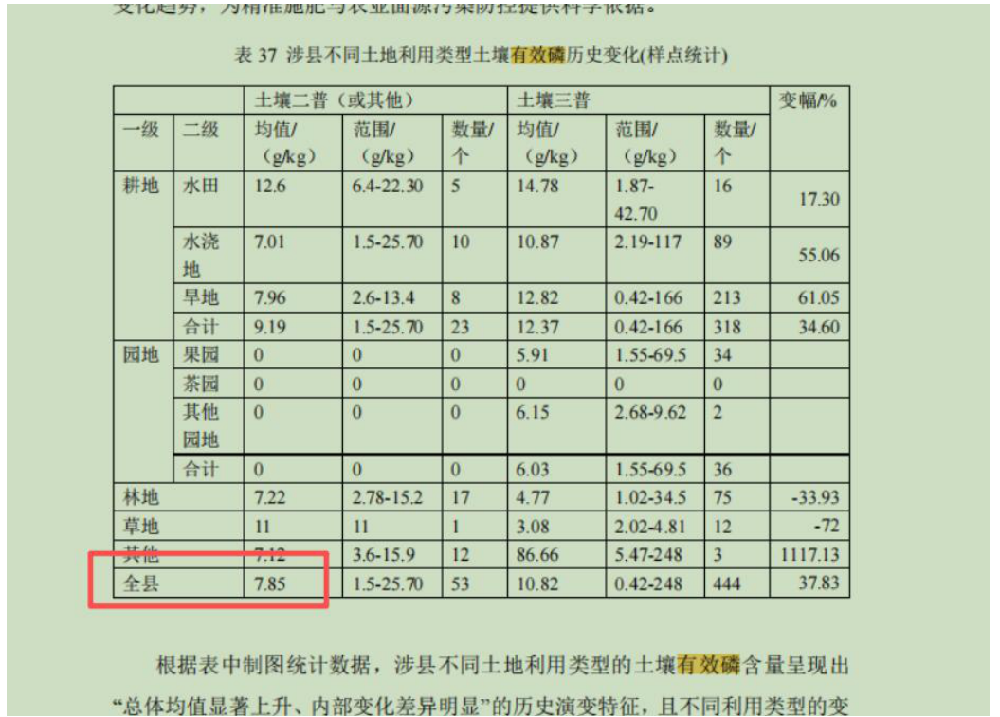 变化趋势，为精准施肥与农业面源污染防控提供科学依据。
表 37 涉县不同土地利用类型土壤有效磷历史变化(样点统计)
土壤二普（或其他） 土壤三普 变幅/%
一级 二级 均值/（g/kg） 范围/（g/kg） 数量/个 均值/（g/kg） 范围/（g/kg） 数量/个
耕地 水田 12.6 6.4-22.30 5 14.78 1.87-42.70 16 17.30
水浇地 7.01 1.5-25.70 10 10.87 2.19-117 89 55.06
旱地 7.96 2.6-13.4 8 12.82 0.42-166 213 61.05
合计 9.19 1.5-25.70 23 12.37 0.42-166 318 34.60
园地 果园 0 0 0 5.91 1.55-69.5 34
茶园 0 0 0 0 0 0
其他园地 0 0 0 6.15 2.68-9.62 2
合计 0 0 0 6.03 1.55-69.5 36
林地 7.22 2.78-15.2 17 4.77 1.02-34.5 75 -33.93
草地 11 11 1 3.08 2.02-4.81 12 -72
其他 7.12 3.6-15.9 12 86.66 5.47-248 3 1117.13
全县 7.85 1.5-25.70 53 10.82 0.42-248 444 37.83
根据表中制图统计数据，涉县不同土地利用类型的土壤有效磷含量呈现出
“总体均值显著上升、内部变化差异明显”的历史演变特征，且不同利用类型的变